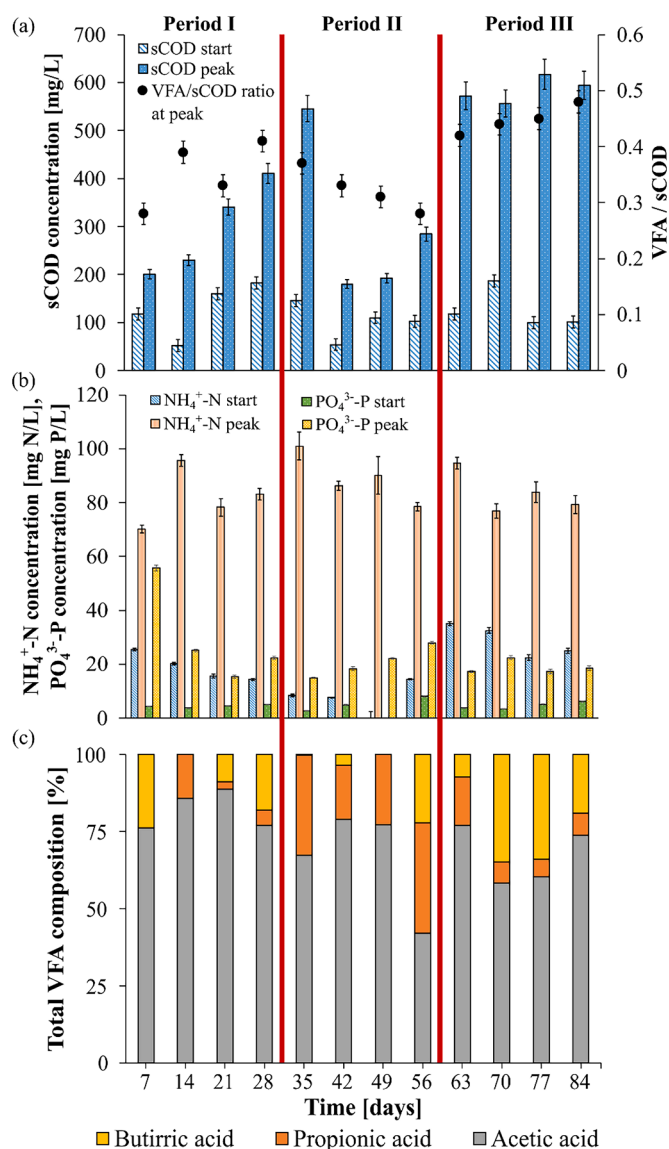 (a)
Period I
Period II
Period III
sCOD start
sCOD peak
VFA/sCOD ratio
at peak
sCOD concentration [mg/L]
700
600
500
400
300
200
100
0
VFA / sCOD
0.6
0.5
0.4
0.3
0.2
0.1
0
(b)
NH₄⁺-N start
NH₄⁺-N peak
PO₄³⁻-P start
PO₄³⁻-P peak
NH₄⁺-N concentration [mg N/L],
PO₄³⁻-P concentration [mg P/L]
120
100
80
60
40
20
0
(c)
Total VFA composition [%]
100
75
50
25
0
7 14 21 28 35 42 49 56 63 70 77 84
Time [days]
Butirric acid Propionic acid Acetic acid